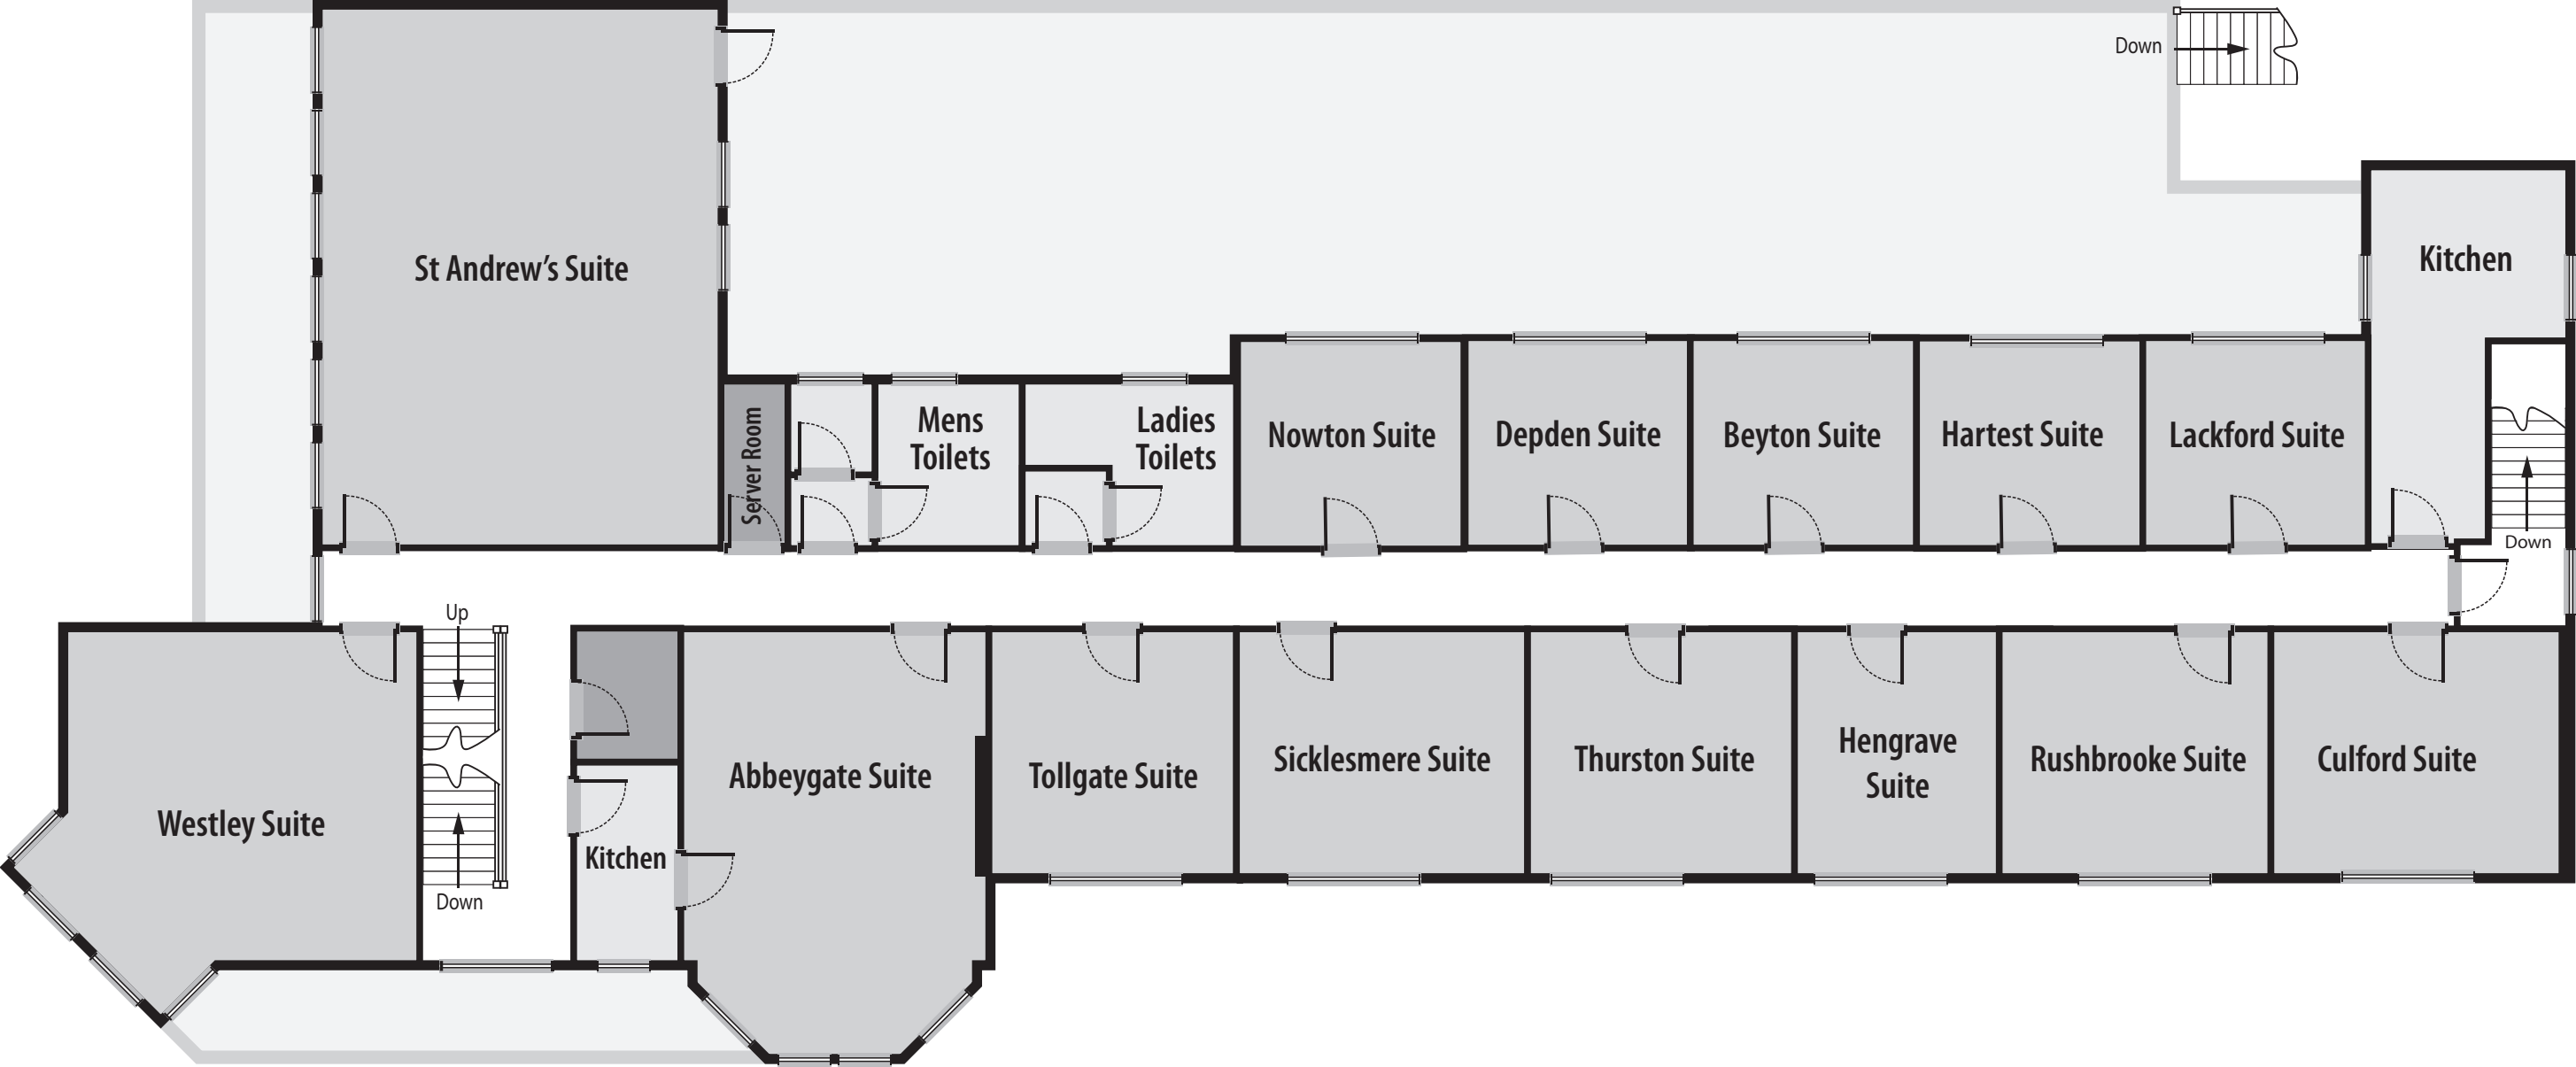 Down
St Andrew’s Suite
Kitchen
Server Room
Mens
Toilets
Ladies
Toilets
Nowton Suite
Depden Suite
Beyton Suite
Hartest Suite
Lackford Suite
Down
Up
Westley Suite
Down
Kitchen
Abbeygate Suite
Tollgate Suite
Sicklesmere Suite
Thurston Suite
Hengrave
Suite
Rushbrooke Suite
Culford Suite